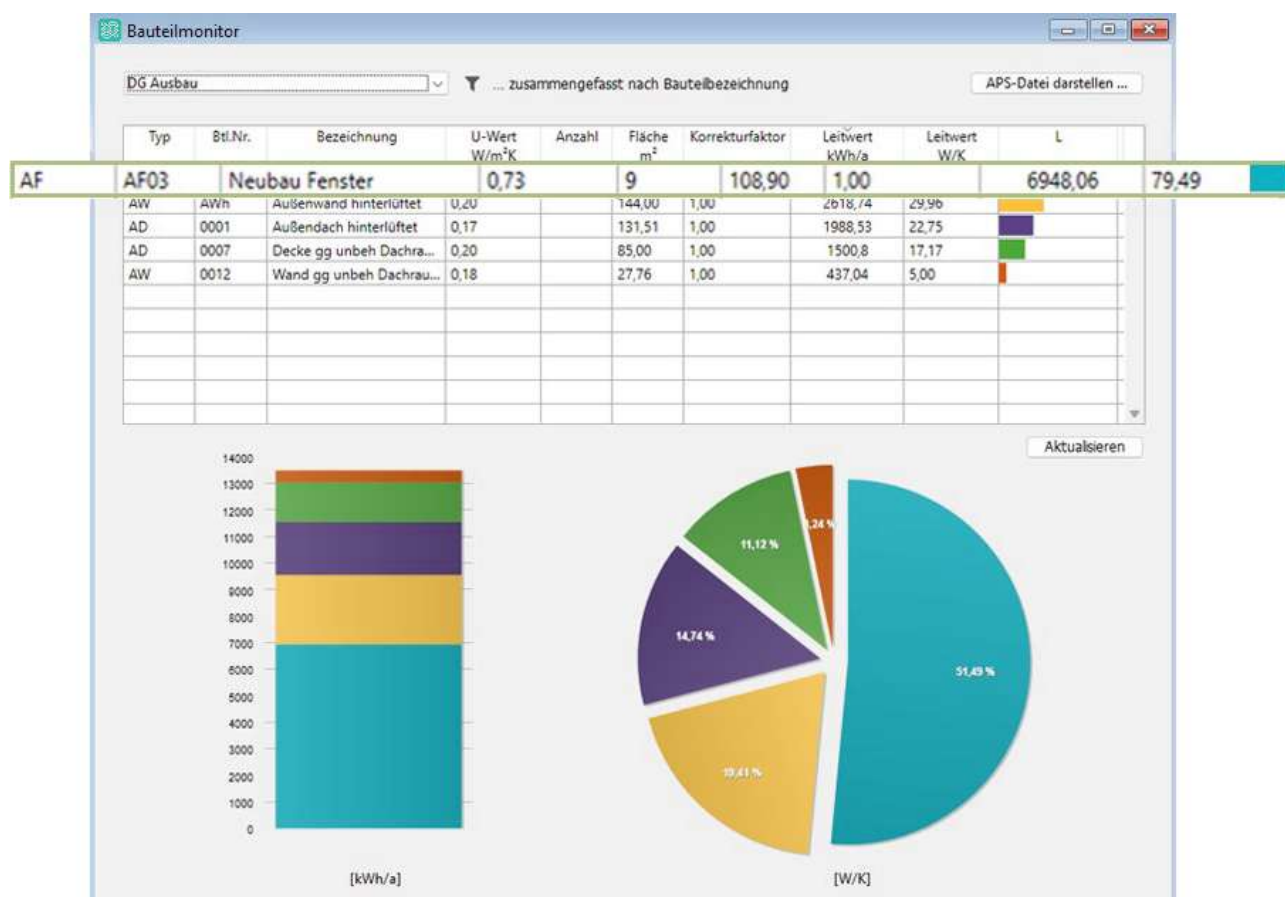 Bauteilmonitor
DG Ausbau ... zusammengefasst nach Bauteilbezeichnung APS-Datei darstellen ...
Typ Btl.Nr. Bezeichnung U-Wert Anzahl Fläche Korrekturfaktor Leitwert Leitwert L
W/m²K m² kWh/a W/K
AF AF03 Neubau Fenster 0,73 9 108,90 1,00 6948,06 79,49
AW AWh Außenwand hinterlüftet 0,20 144,00 1,00 2618,74 29,96
AD 0001 Außendach hinterlüftet 0,17 131,51 1,00 1988,53 22,75
AD 0007 Decke gg unbeh Dachra... 0,20 85,00 1,00 1500,8 17,17
AW 0012 Wand gg unbeh Dachrau... 0,18 27,76 1,00 437,04 5,00
Aktualisieren
14000
13000
12000
11000
10000
9000
8000
7000
6000
5000
4000
3000
2000
1000
0
[kWh/a]
3,24 %
11,12 %
14,74 %
51,49 %
19,41 %
[W/K]